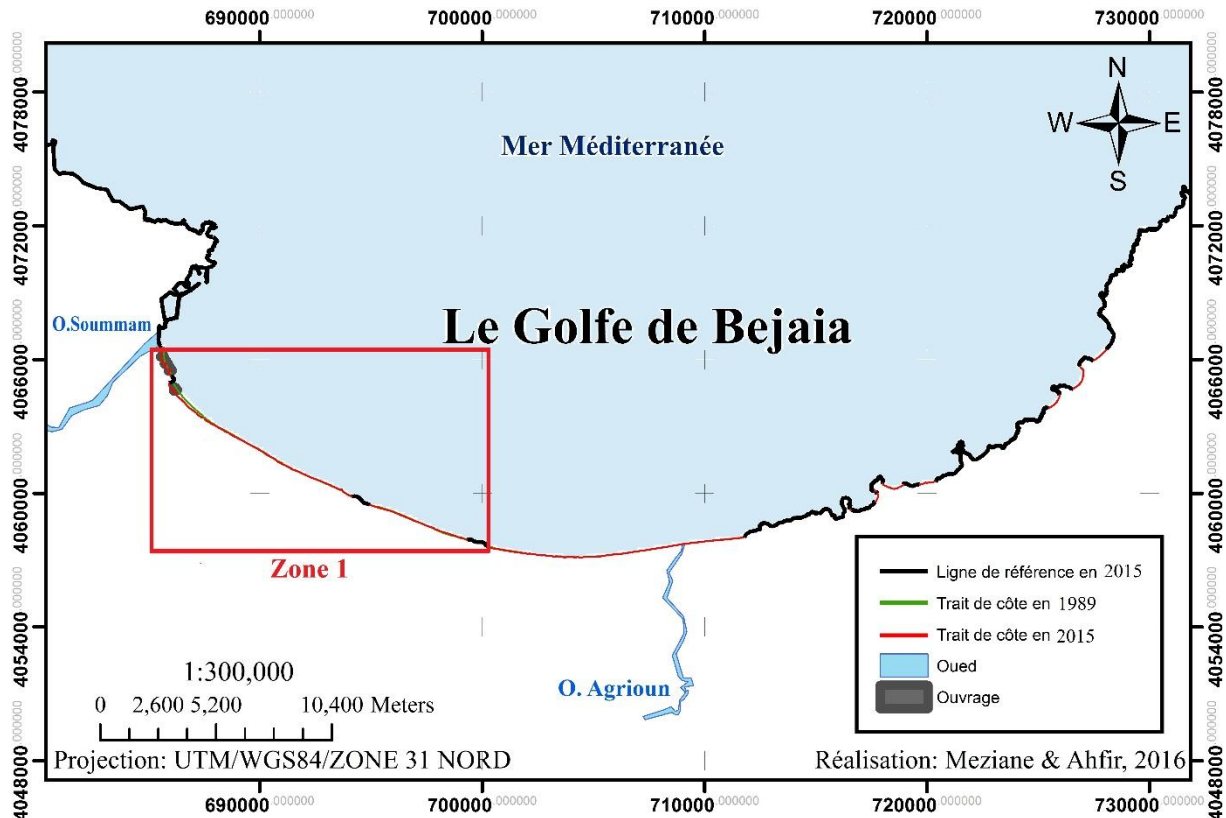 690000.000000 700000.000000 710000.000000 720000.000000 730000.000000
4078000.000000
4072000.000000
4066000.000000
4060000.000000
4054000.000000
4048000.000000
N
W E
S
Mer Méditerranée
O.Soummam
Le Golfe de Bejaia
Zone 1
O. Agrioun
Ligne de référence en 2015
Trait de côte en 1989
Trait de côte en 2015
Oued
Ouvrage
1:300,000
0 2,600 5,200 10,400 Meters
Projection: UTM/WGS84/ZONE 31 NORD
Réalisation: Meziane & Ahfir, 2016
4078000.000000
4072000.000000
4066000.000000
4060000.000000
4054000.000000
4048000.000000
690000.000000 700000.000000 710000.000000 720000.000000 730000.000000